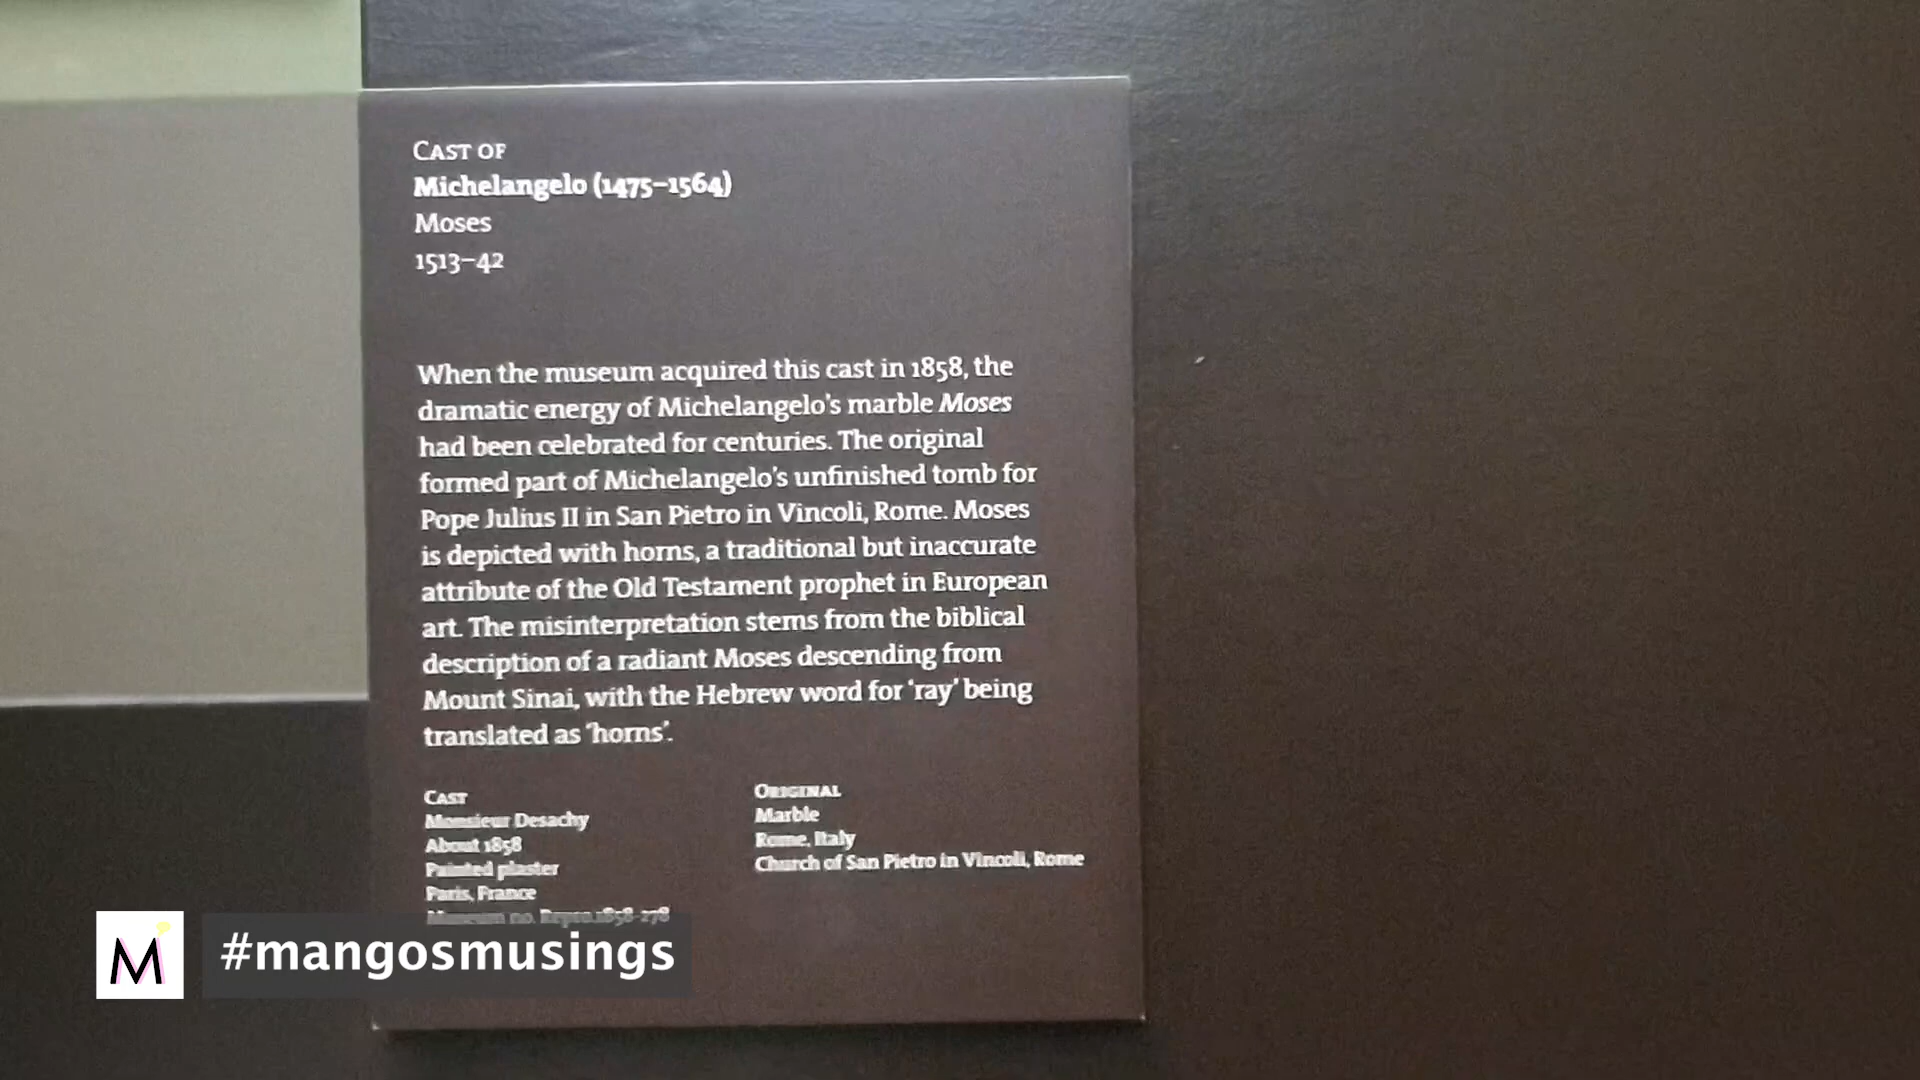 CAST OF
Michelangelo (1475–1564)
Moses
1513–42
When the museum acquired this cast in 1858, the
dramatic energy of Michelangelo's marble Moses
had been celebrated for centuries. The original
formed part of Michelangelo's unfinished tomb for
Pope Julius II in San Pietro in Vincoli, Rome. Moses
is depicted with horns, a traditional but inaccurate
attribute of the Old Testament prophet in European
art. The misinterpretation stems from the biblical
description of a radiant Moses descending from
Mount Sinai, with the Hebrew word for 'ray' being
translated as 'horns'.
CAST
Monsieur Desachy
About 1858
Painted plaster
Paris, France
Museum no. Repro.1858-278
ORIGINAL
Marble
Rome, Italy
Church of San Pietro in Vincoli, Rome
M
#mangosmusings